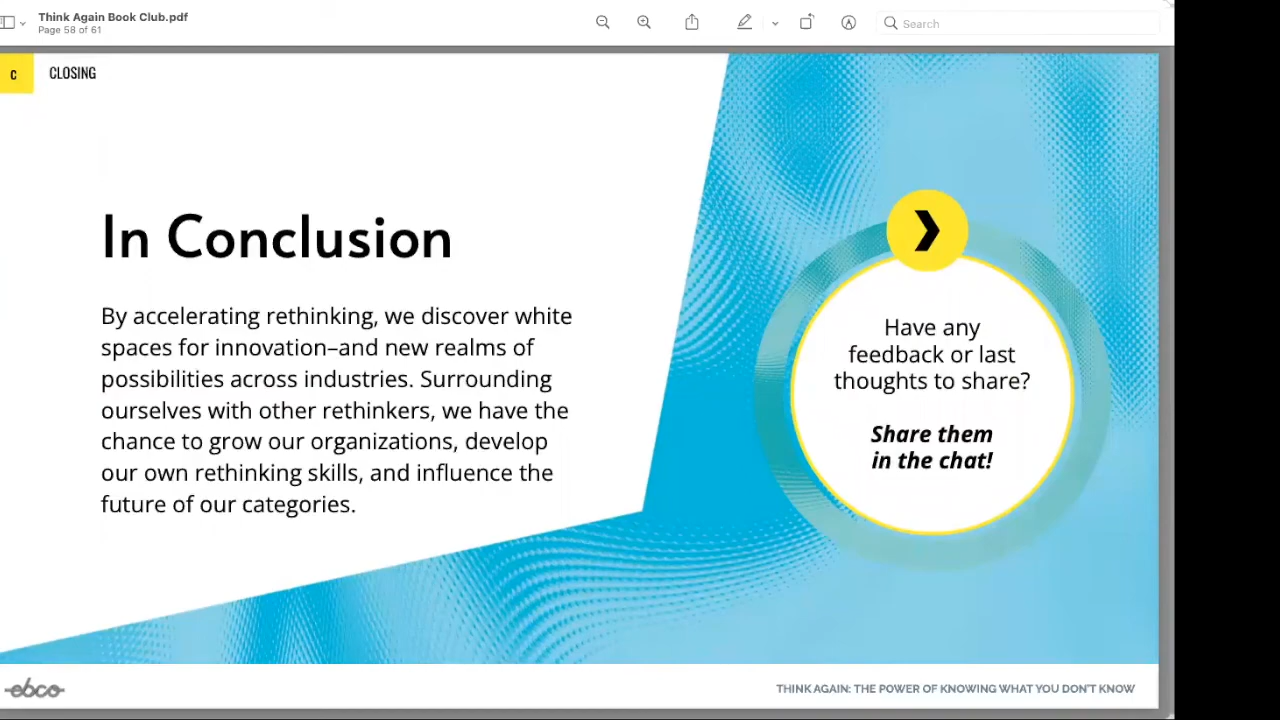 Think Again Book Club.pdf
Page 58 of 61
Search
C CLOSING
In Conclusion
By accelerating rethinking, we discover white
spaces for innovation–and new realms of
possibilities across industries. Surrounding
ourselves with other rethinkers, we have the
chance to grow our organizations, develop
our own rethinking skills, and influence the
future of our categories.
❯
Have any
feedback or last
thoughts to share?
Share them
in the chat!
ebco
THINK AGAIN: THE POWER OF KNOWING WHAT YOU DON'T KNOW